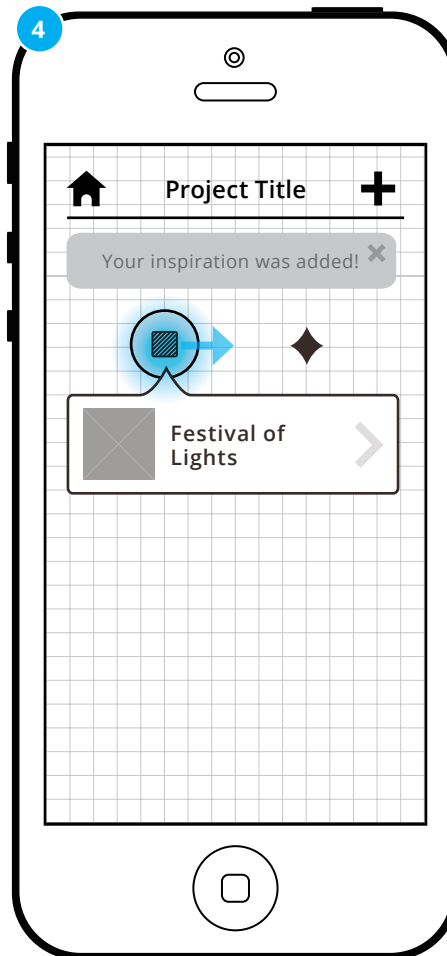 4
Project Title
Your inspiration was added!
Festival of
Lights